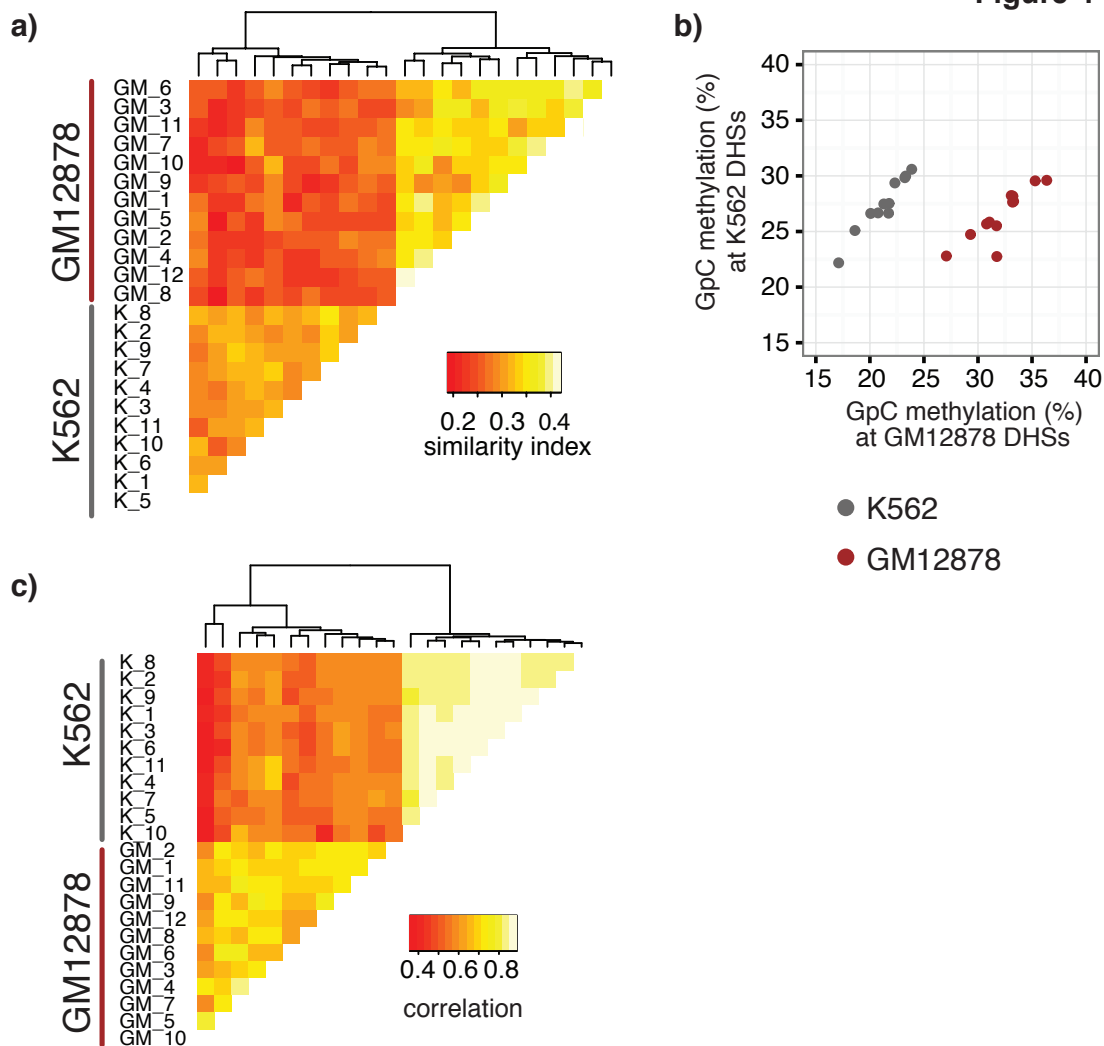 a)
GM12878
K562
GM_6
GM_3
GM_11
GM_7
GM_10
GM_9
GM_1
GM_5
GM_2
GM_4
GM_12
GM_8
K_8
K_2
K_9
K_7
K_4
K_3
K_11
K_10
K_6
K_1
K_5
0.2 0.3 0.4
similarity index
b)
GpC methylation (%)
at K562 DHSs
40
35
30
25
20
15
15 20 25 30 35 40
GpC methylation (%)
at GM12878 DHSs
K562
GM12878
c)
K562
GM12878
K_8
K_2
K_9
K_1
K_3
K_6
K_11
K_4
K_7
K_5
K_10
GM_2
GM_1
GM_11
GM_9
GM_12
GM_8
GM_6
GM_3
GM_4
GM_7
GM_5
GM_10
0.4 0.6 0.8
correlation